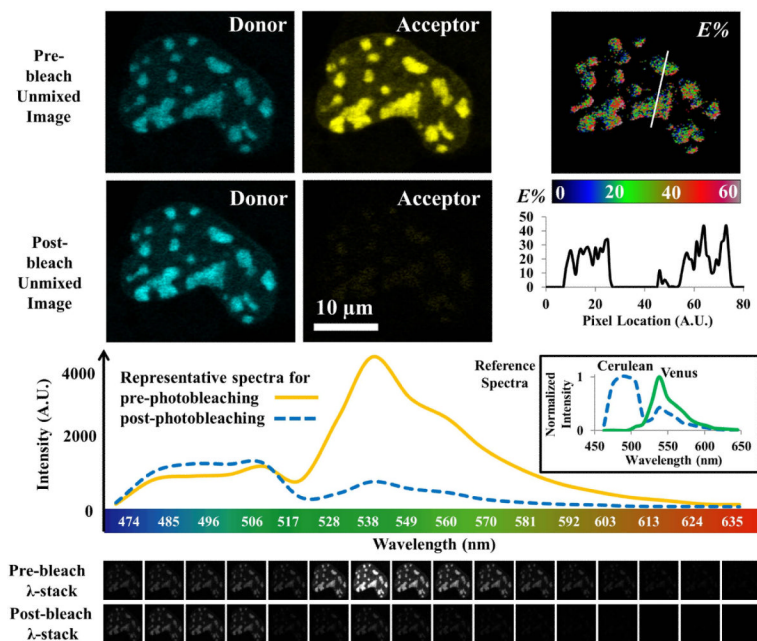 Pre-
bleach
Unmixed
Image
Donor
Acceptor
E%
Post-
bleach
Unmixed
Image
Donor
Acceptor
10 µm
E%
0 20 40 60
50
40
30
20
10
0
0 20 40 60 80
Pixel Location (A.U.)
Intensity (A.U.)
4000
2000
0
Representative spectra for
pre-photobleaching
post-photobleaching
Reference
Spectra
Cerulean
Venus
Normalized
Intensity
1
0
450 500 550 600 650
Wavelength (nm)
474 485 496 506 517 528 538 549 560 570 581 592 603 613 624 635
Wavelength (nm)
Pre-bleach
λ-stack
Post-bleach
λ-stack